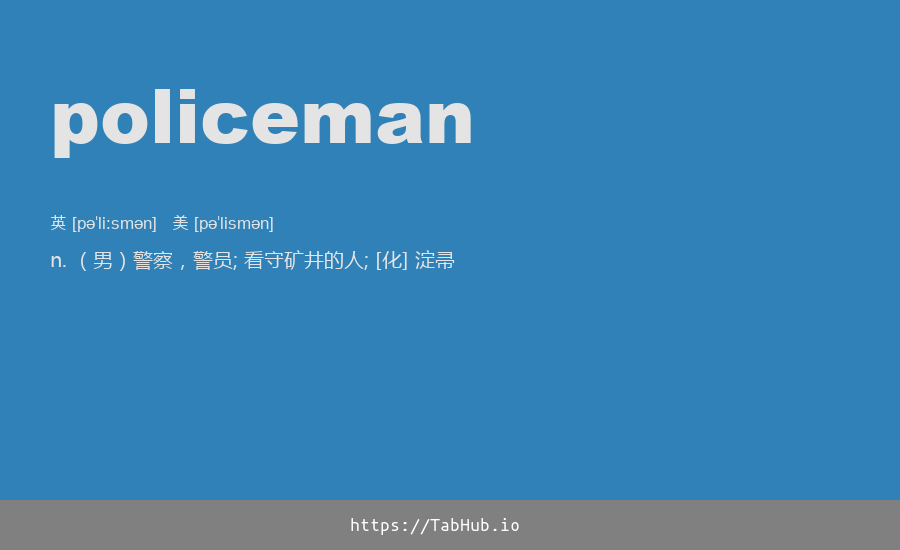 policeman
英 [pə'li:smən]   美 [pə'lismən]
n. （男）警察，警员; 看守矿井的人; [化] 淀帚
https://TabHub.io